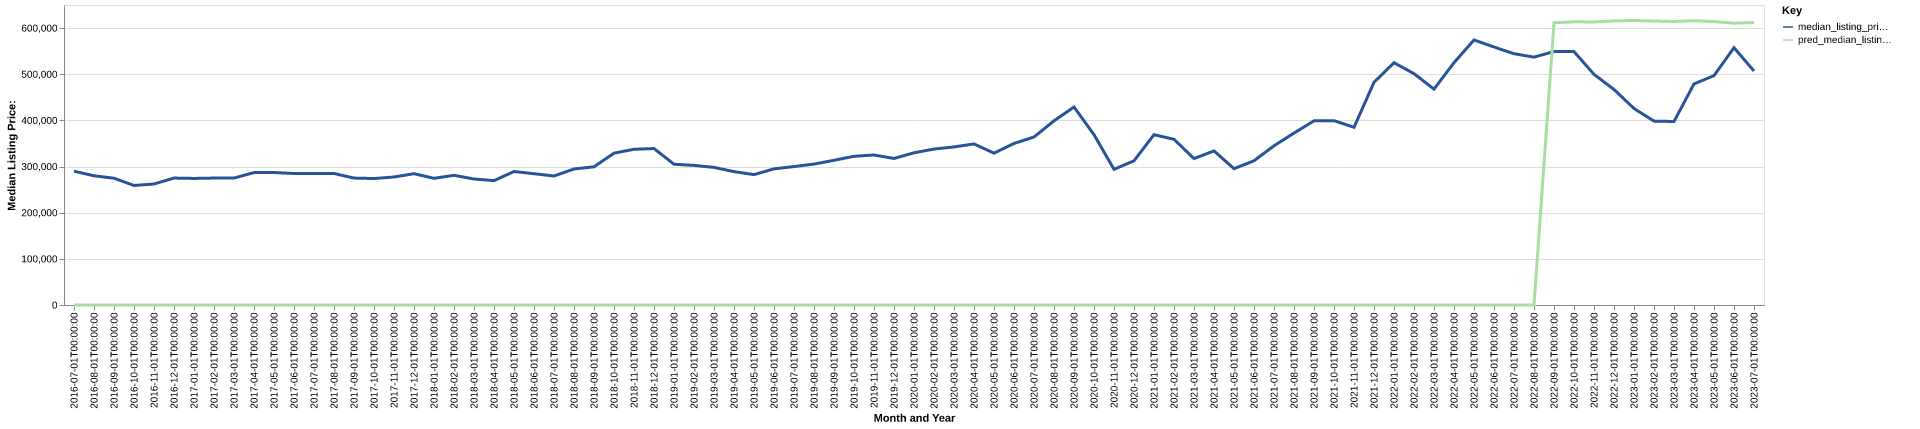 Key
median_listing_pri...
pred_median_listin...
Median Listing Price:
600,000
500,000
400,000
300,000
200,000
100,000
0
2016-07-01T00:00:00
2016-08-01T00:00:00
2016-09-01T00:00:00
2016-10-01T00:00:00
2016-11-01T00:00:00
2016-12-01T00:00:00
2017-01-01T00:00:00
2017-02-01T00:00:00
2017-03-01T00:00:00
2017-04-01T00:00:00
2017-05-01T00:00:00
2017-06-01T00:00:00
2017-07-01T00:00:00
2017-08-01T00:00:00
2017-09-01T00:00:00
2017-10-01T00:00:00
2017-11-01T00:00:00
2017-12-01T00:00:00
2018-01-01T00:00:00
2018-02-01T00:00:00
2018-03-01T00:00:00
2018-04-01T00:00:00
2018-05-01T00:00:00
2018-06-01T00:00:00
2018-07-01T00:00:00
2018-08-01T00:00:00
2018-09-01T00:00:00
2018-10-01T00:00:00
2018-11-01T00:00:00
2018-12-01T00:00:00
2019-01-01T00:00:00
2019-02-01T00:00:00
2019-03-01T00:00:00
2019-04-01T00:00:00
2019-05-01T00:00:00
2019-06-01T00:00:00
2019-07-01T00:00:00
2019-08-01T00:00:00
2019-09-01T00:00:00
2019-10-01T00:00:00
2019-11-01T00:00:00
2019-12-01T00:00:00
2020-01-01T00:00:00
2020-02-01T00:00:00
2020-03-01T00:00:00
2020-04-01T00:00:00
2020-05-01T00:00:00
2020-06-01T00:00:00
2020-07-01T00:00:00
2020-08-01T00:00:00
2020-09-01T00:00:00
2020-10-01T00:00:00
2020-11-01T00:00:00
2020-12-01T00:00:00
2021-01-01T00:00:00
2021-02-01T00:00:00
2021-03-01T00:00:00
2021-04-01T00:00:00
2021-05-01T00:00:00
2021-06-01T00:00:00
2021-07-01T00:00:00
2021-08-01T00:00:00
2021-09-01T00:00:00
2021-10-01T00:00:00
2021-11-01T00:00:00
2021-12-01T00:00:00
2022-01-01T00:00:00
2022-02-01T00:00:00
2022-03-01T00:00:00
2022-04-01T00:00:00
2022-05-01T00:00:00
2022-06-01T00:00:00
2022-07-01T00:00:00
2022-08-01T00:00:00
2022-09-01T00:00:00
2022-10-01T00:00:00
2022-11-01T00:00:00
2022-12-01T00:00:00
2023-01-01T00:00:00
2023-02-01T00:00:00
2023-03-01T00:00:00
2023-04-01T00:00:00
2023-05-01T00:00:00
2023-06-01T00:00:00
2023-07-01T00:00:00
Month and Year